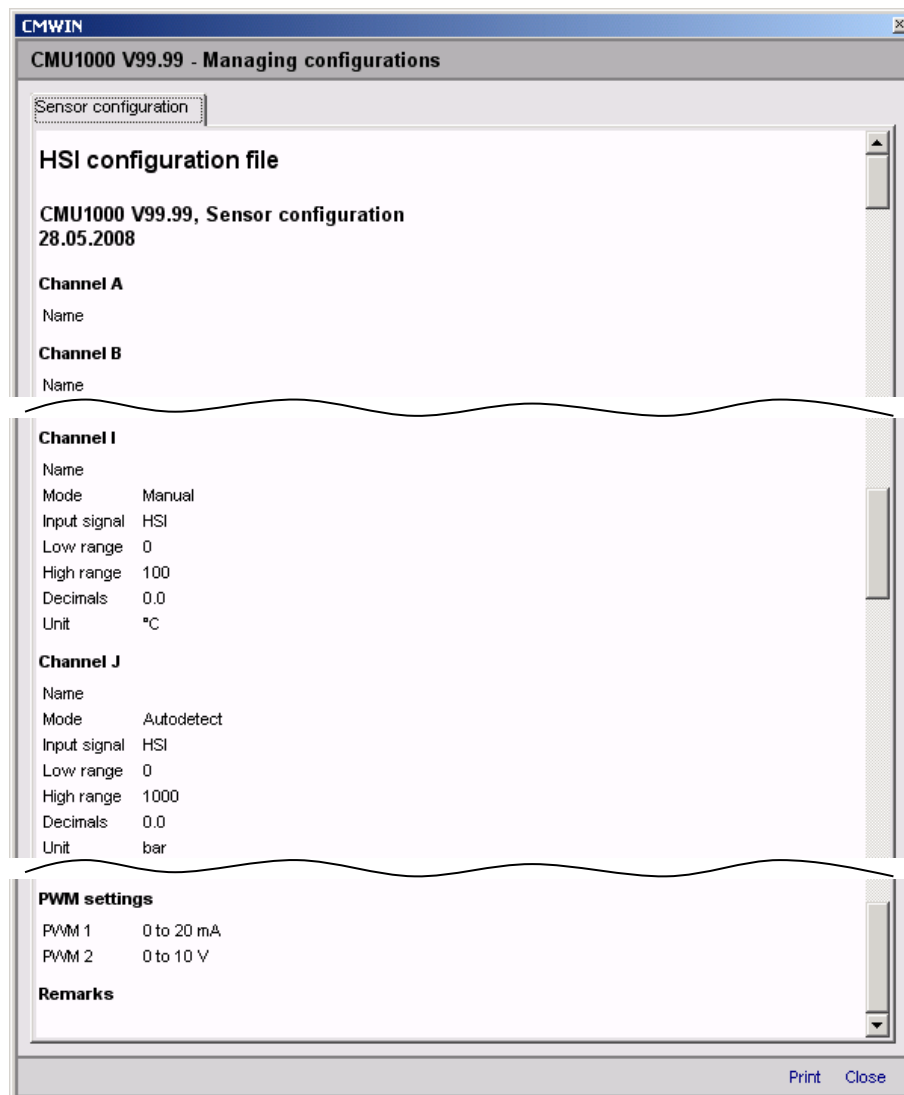 CMWIN
CMU1000 V99.99 - Managing configurations
Sensor configuration
HSI configuration file
CMU1000 V99.99, Sensor configuration
28.05.2008
Channel A
Name
Channel B
Name
Channel I
Name
Mode Manual
Input signal HSI
Low range 0
High range 100
Decimals 0.0
Unit °C
Channel J
Name
Mode Autodetect
Input signal HSI
Low range 0
High range 1000
Decimals 0.0
Unit bar
PWM settings
PWM 1 0 to 20 mA
PWM 2 0 to 10 V
Remarks
Print Close